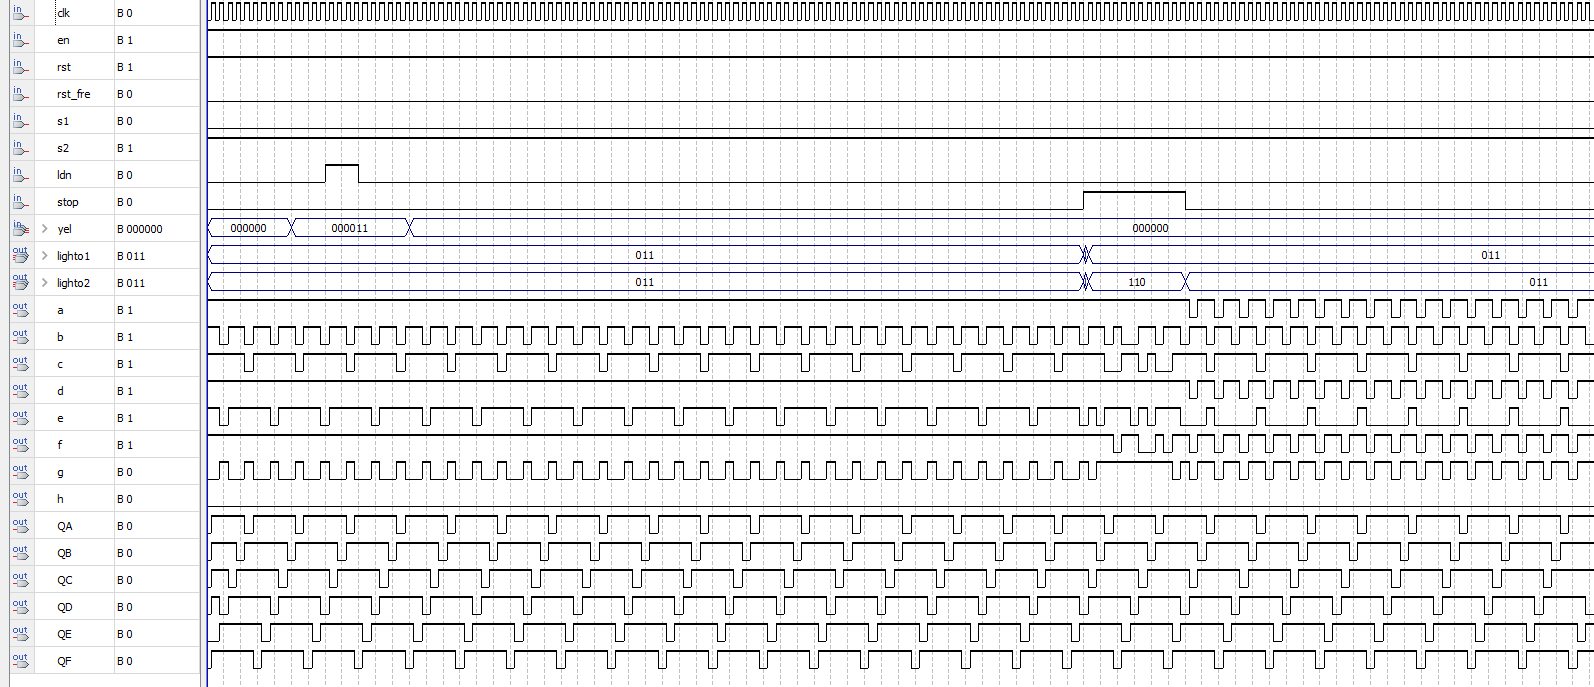 in clk B 0
in en B 1
in rst B 1
in rst_fre B 0
in s1 B 0
in s2 B 1
in ldn B 0
in stop B 0
in yel B 000000 000000 000011 000000
out lighto1 B 011 011 011
out lighto2 B 011 011 110 011
out a B 1
out b B 1
out c B 1
out d B 1
out e B 1
out f B 1
out g B 0
out h B 0
out QA B 0
out QB B 0
out QC B 0
out QD B 0
out QE B 0
out QF B 0